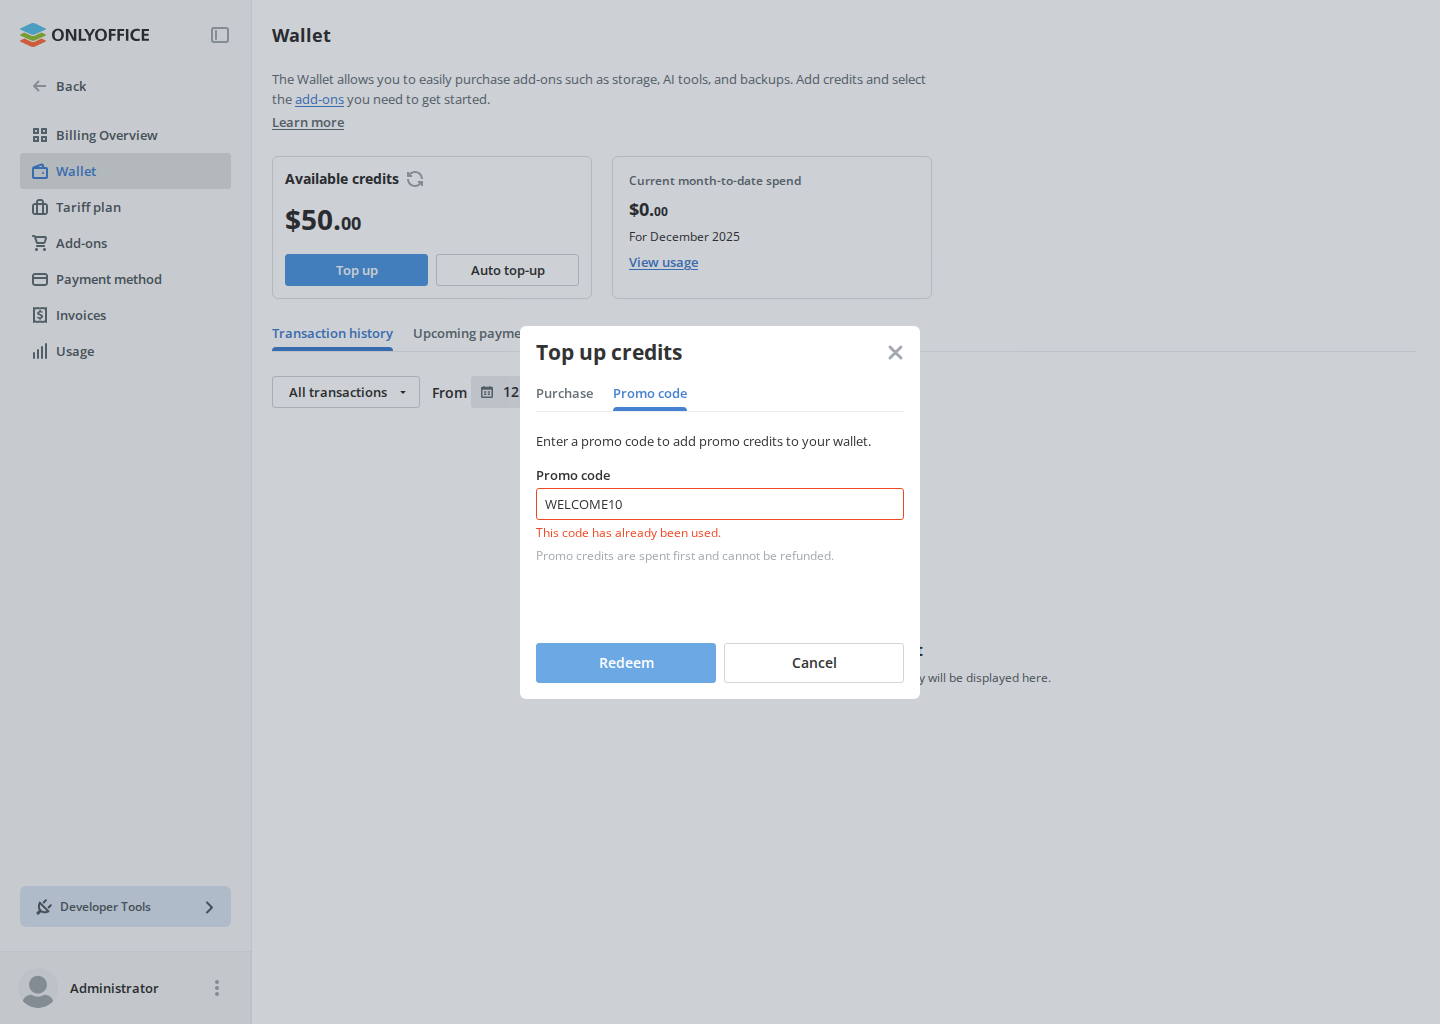 ONLYOFFICE
Back
Billing Overview
Wallet
Tariff plan
Add-ons
Payment method
Invoices
Usage
Developer Tools
Administrator
Wallet
The Wallet allows you to easily purchase add-ons such as storage, AI tools, and backups. Add credits and select
the add-ons you need to get started.
Learn more
Available credits
$50.00
Top up
Auto top-up
Current month-to-date spend
$0.00
For December 2025
View usage
Transaction history
Upcoming payme
All transactions
From
12
Top up credits
Purchase
Promo code
Enter a promo code to add promo credits to your wallet.
Promo code
WELCOME10
This code has already been used.
Promo credits are spent first and cannot be refunded.
Redeem
Cancel
will be displayed here.